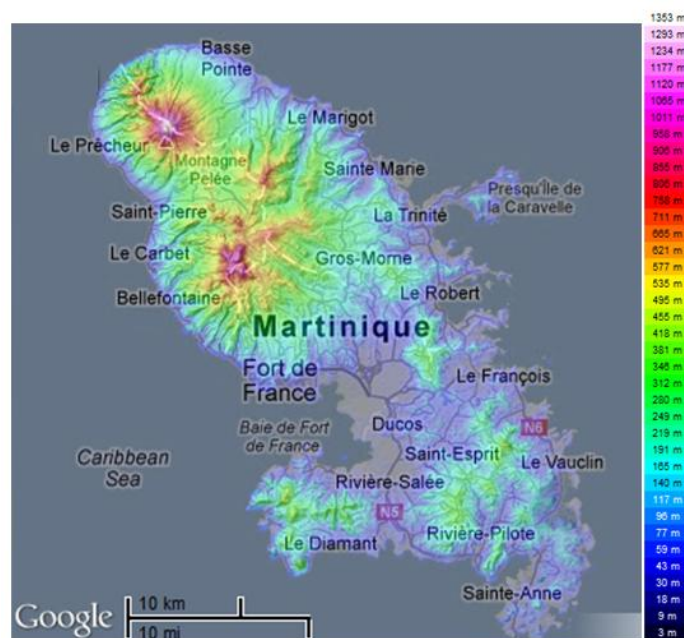 Basse
Pointe
Le Marigot
Le Prêcheur
Montagne
Pelée
Sainte Marie
Presqu'Île de
la Caravelle
Saint-Pierre
La Trinité
Le Carbet
Gros-Morne
Bellefontaine
Le Robert
Martinique
Fort de
France
Le François
Baie de Fort
de France
Ducos
N6
Caribbean
Sea
Saint-Esprit
Le Vauclin
Rivière-Salée
N5
Rivière-Pilote
Le Diamant
Sainte-Anne
Google
10 km
10 mi
1353 m
1293 m
1234 m
1177 m
1120 m
1065 m
1011 m
958 m
906 m
855 m
806 m
758 m
711 m
665 m
621 m
577 m
535 m
495 m
455 m
418 m
381 m
346 m
312 m
280 m
249 m
219 m
191 m
165 m
140 m
117 m
96 m
77 m
59 m
43 m
30 m
18 m
9 m
3 m